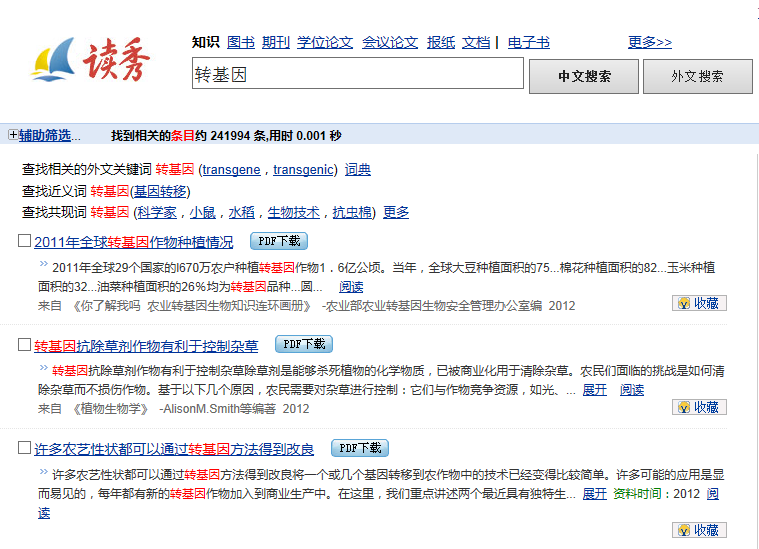 读秀
知识 图书 期刊 学位论文 会议论文 报纸 文档 | 电子书 更多>>
转基因 中文搜索 外文搜索
辅助筛选... 找到相关的条目约 241994 条,用时 0.001 秒
查找相关的外文关键词 转基因 (transgene，transgenic) 词典
查找近义词 转基因(基因转移)
查找共现词 转基因 (科学家，小鼠，水稻，生物技术，抗虫棉) 更多
2011年全球转基因作物种植情况 PDF下载
2011年全球29个国家的l670万农户种植转基因作物1．6亿公顷。当年，全球大豆种植面积的75...棉花种植面积的82...玉米种植
面积的32...油菜种植面积的26％均为转基因品种...圆... 阅读
来自 《你了解我吗 农业转基因生物知识连环画册》 -农业部农业转基因生物安全管理办公室编 2012
收藏
转基因抗除草剂作物有利于控制杂草 PDF下载
转基因抗除草剂作物有利于控制杂草除草剂是能够杀死植物的化学物质，已被商业化用于清除杂草。农民们面临的挑战是如何清
除杂草而不损伤作物。基于以下几个原因，农民需要对杂草进行控制：它们与作物竞争资源，如光、... 展开 阅读
来自 《植物生物学》 -AlisonM.Smith等编著 2012
收藏
许多农艺性状都可以通过转基因方法得到改良 PDF下载
许多农艺性状都可以通过转基因方法得到改良将一个或几个基因转移到农作物中的技术已经变得比较简单。许多可能的应用是显
而易见的，每年都有新的转基因作物加入到商业生产中。在这里，我们重点讲述两个最近具有独特生... 展开 资料时间：2012 阅
读
收藏